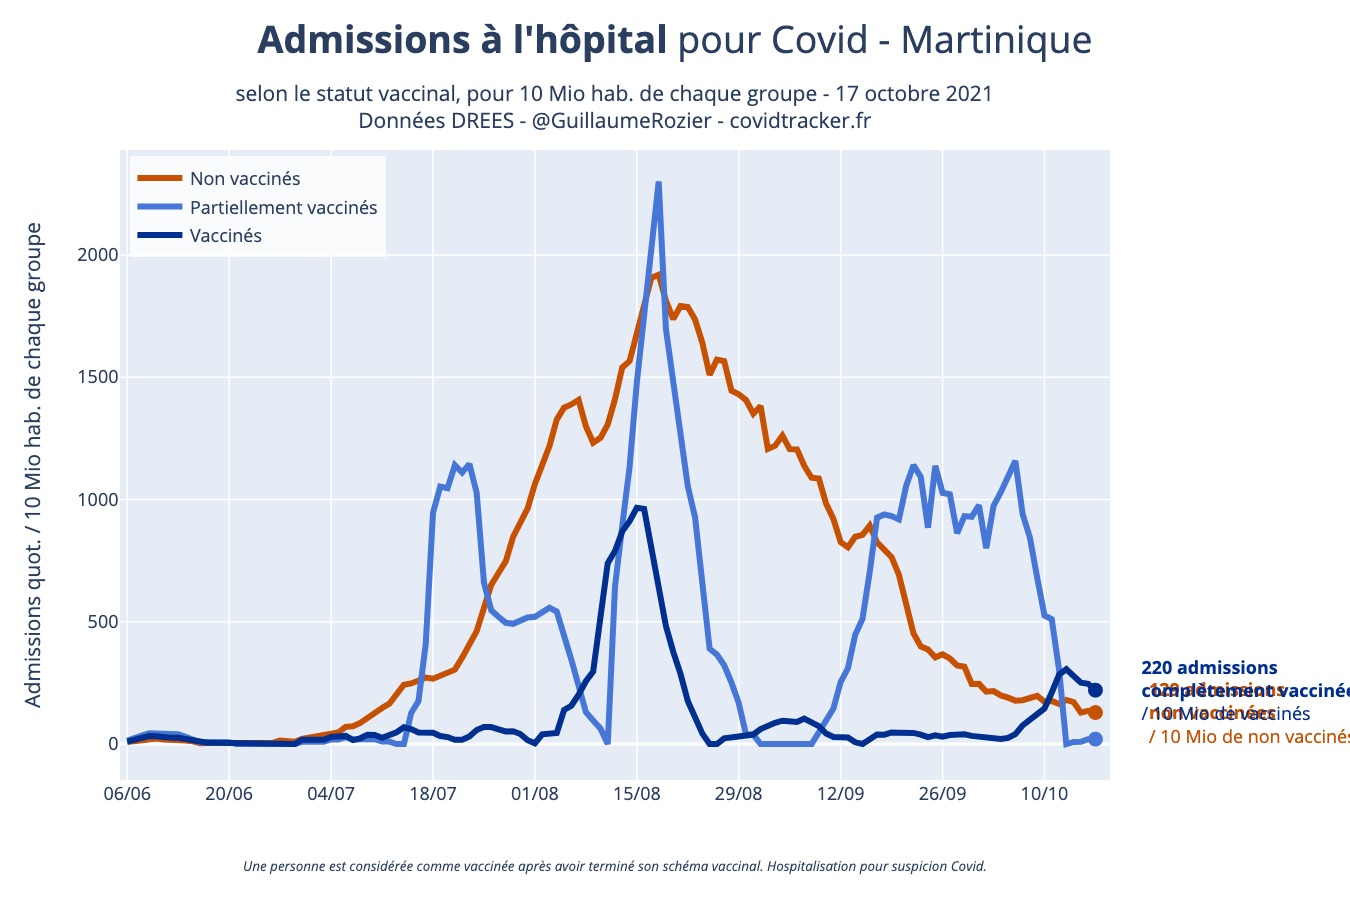 Admissions à l'hôpital pour Covid - Martinique
selon le statut vaccinal, pour 10 Mio hab. de chaque groupe - 17 octobre 2021
Données DREES - @GuillaumeRozier - covidtracker.fr
Non vaccinés
Partiellement vaccinés
Vaccinés
Admissions quot. / 10 Mio hab. de chaque groupe
2000
1500
1000
500
0
06/06
20/06
04/07
18/07
01/08
15/08
29/08
12/09
26/09
10/10
220 admissions
complètement vaccinée
/ 10 Mio de vaccinés
admissions
non vaccinées
/ 10 Mio de non vaccinés
Une personne est considérée comme vaccinée après avoir terminé son schéma vaccinal. Hospitalisation pour suspicion Covid.